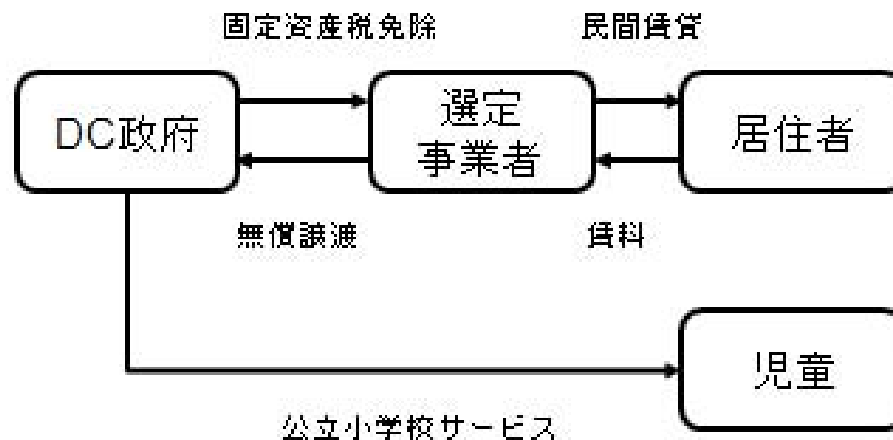 固定資産税免除
民間賃貸
DC政府
選定
事業者
居住者
無償譲渡
賃料
児童
公立小学校サービス